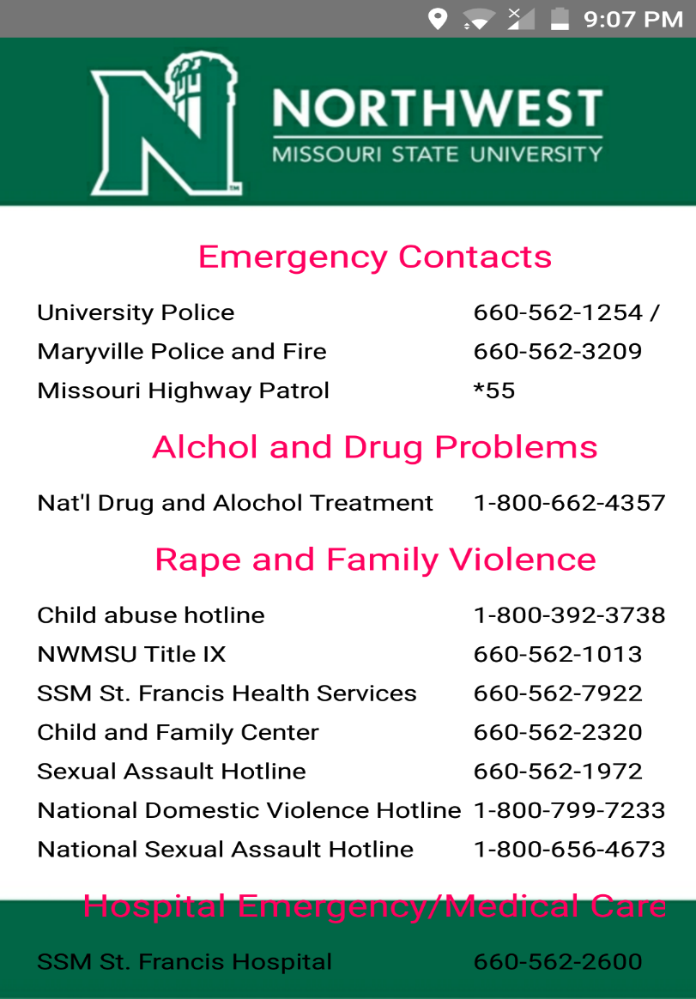 9:07 PM
NORTHWEST
MISSOURI STATE UNIVERSITY
TM
Emergency Contacts
University Police 660-562-1254 /
Maryville Police and Fire 660-562-3209
Missouri Highway Patrol *55
Alchol and Drug Problems
Nat'l Drug and Alochol Treatment 1-800-662-4357
Rape and Family Violence
Child abuse hotline 1-800-392-3738
NWMSU Title IX 660-562-1013
SSM St. Francis Health Services 660-562-7922
Child and Family Center 660-562-2320
Sexual Assault Hotline 660-562-1972
National Domestic Violence Hotline 1-800-799-7233
National Sexual Assault Hotline 1-800-656-4673
Hospital Emergency/Medical Care
SSM St. Francis Hospital 660-562-2600